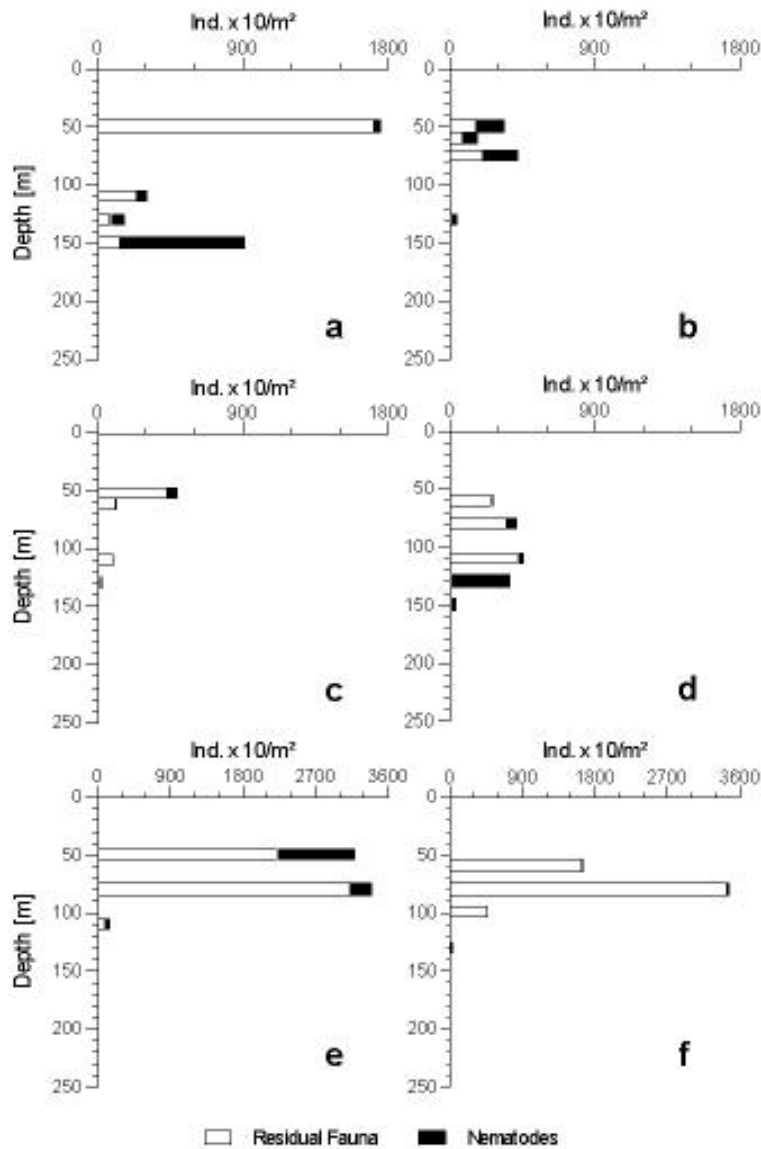 Ind. x 10/m²
Ind. x 10/m²
0 900 1800
0 900 1800
0 50 100 150 200 250
Depth [m]
a
0 50 100 150 200 250
b
Ind. x 10/m²
Ind. x 10/m²
0 900 1800
0 900 1800
0 50 100 150 200 250
Depth [m]
c
0 50 100 150 200 250
d
Ind. x 10/m²
Ind. x 10/m²
0 900 1800 2700 3600
0 900 1800 2700 3600
0 50 100 150 200 250
Depth [m]
e
0 50 100 150 200 250
f
Residual Fauna Nematodes